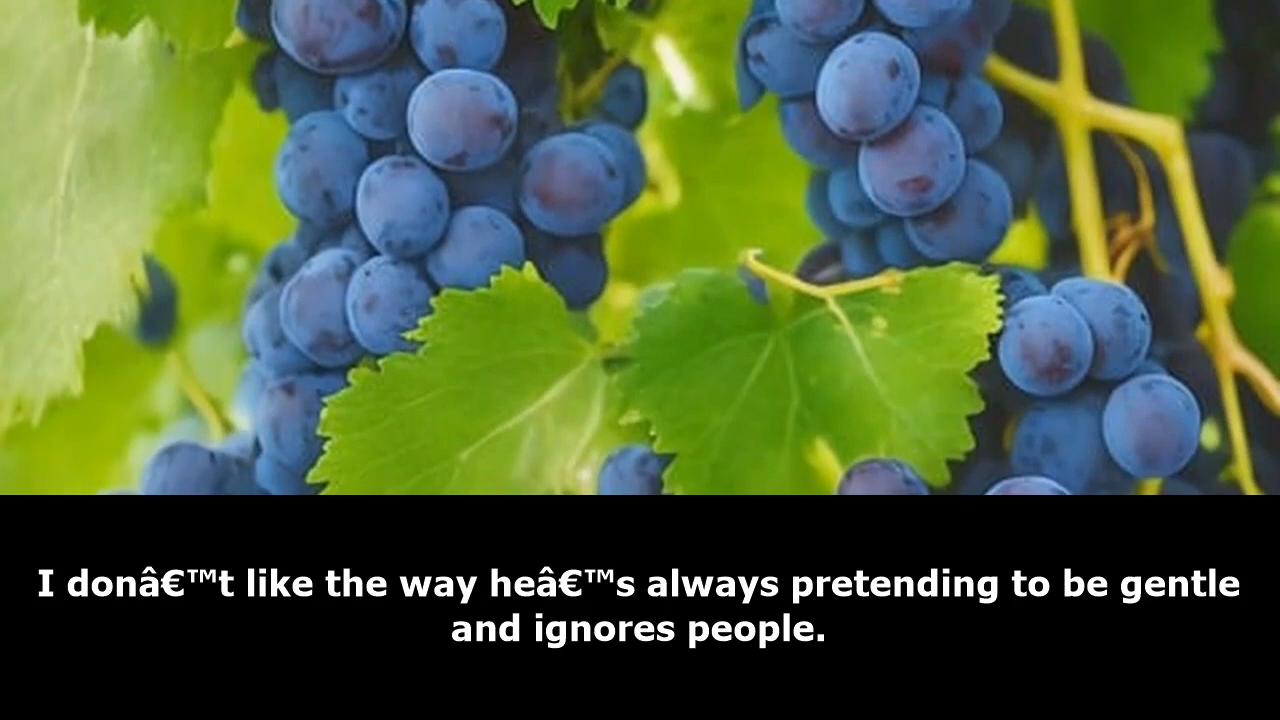 I donâ€™t like the way heâ€™s always pretending to be gentle
and ignores people.